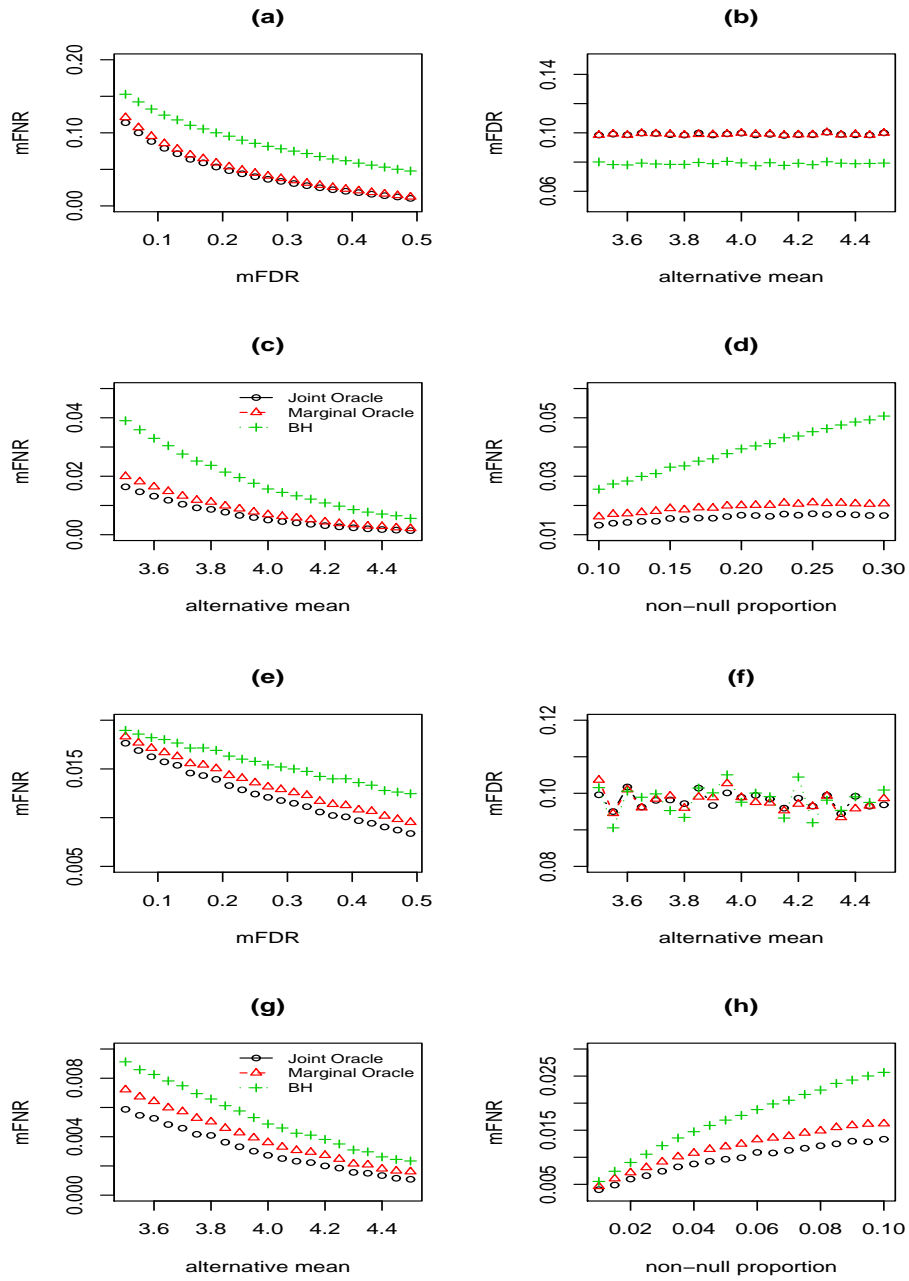 (a)
mFNR
0.00 0.10 0.20
0.1 0.2 0.3 0.4 0.5
mFDR
(b)
mFDR
0.06 0.10 0.14
3.6 3.8 4.0 4.2 4.4
alternative mean
(c)
mFNR
0.00 0.02 0.04
Joint Oracle
Marginal Oracle
BH
3.6 3.8 4.0 4.2 4.4
alternative mean
(d)
mFNR
0.01 0.03 0.05
0.10 0.15 0.20 0.25 0.30
non−null proportion
(e)
mFNR
0.005 0.015
0.1 0.2 0.3 0.4 0.5
mFDR
(f)
mFDR
0.08 0.10 0.12
3.6 3.8 4.0 4.2 4.4
alternative mean
(g)
mFNR
0.000 0.004 0.008
Joint Oracle
Marginal Oracle
BH
3.6 3.8 4.0 4.2 4.4
alternative mean
(h)
mFNR
0.005 0.015 0.025
0.02 0.04 0.06 0.08 0.10
non−null proportion